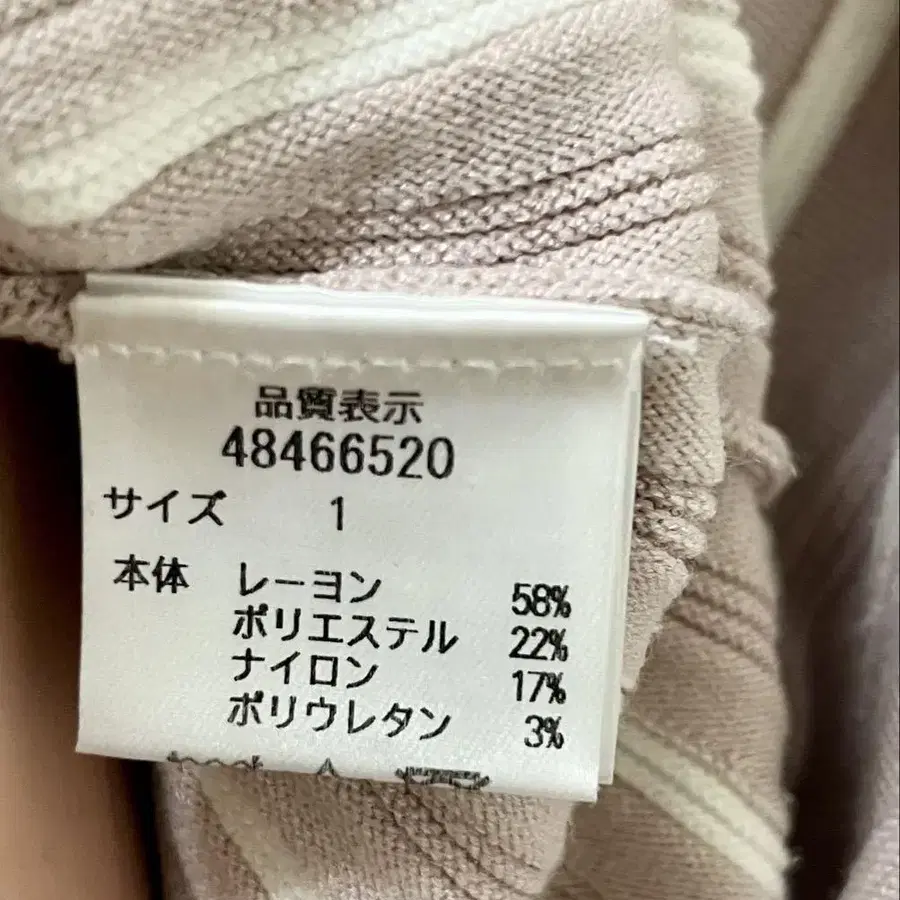 品質表示
48466520
サイズ 1
本体 レーヨン 58%
ポリエステル 22%
ナイロン 17%
ポリウレタン 3%